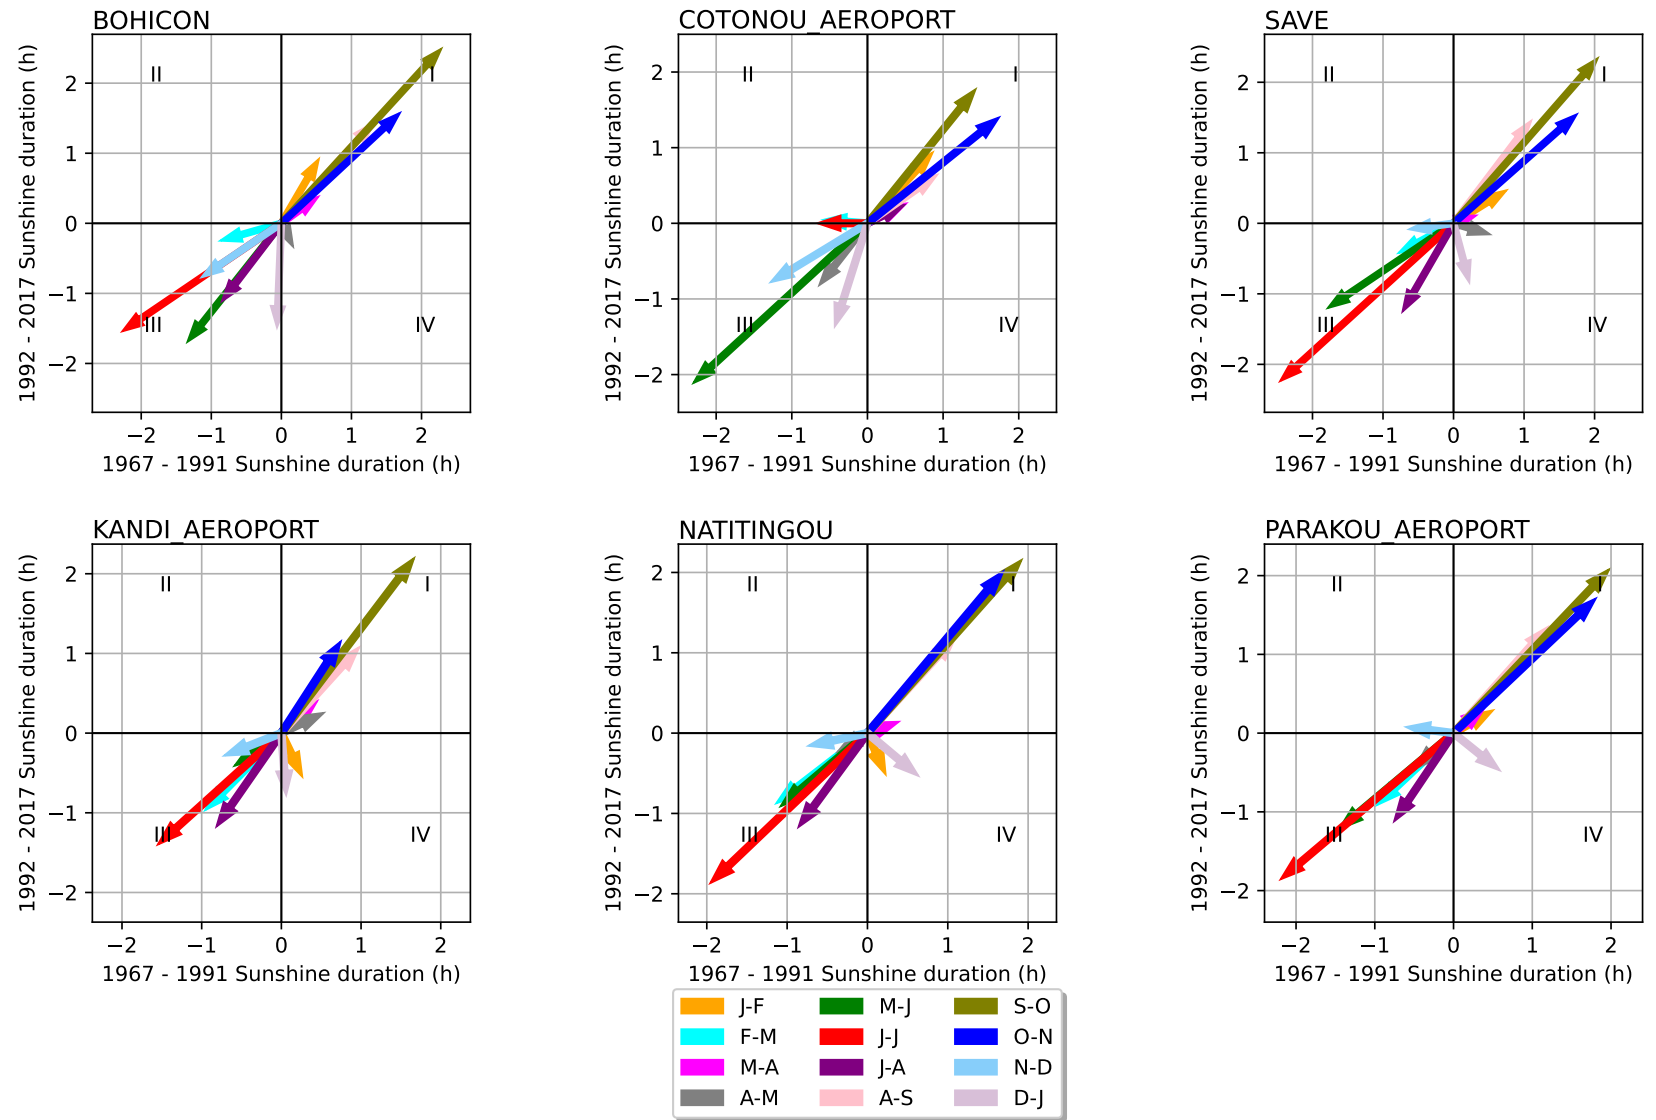 BOHICON
COTONOU_AEROPORT
SAVE
1992 - 2017 Sunshine duration (h)
2
1
0
−1
−2
II
I
III
IV
−2 −1 0 1 2
1967 - 1991 Sunshine duration (h)
1992 - 2017 Sunshine duration (h)
2
1
0
−1
−2
II
I
III
IV
−2 −1 0 1 2
1967 - 1991 Sunshine duration (h)
1992 - 2017 Sunshine duration (h)
2
1
0
−1
−2
II
I
III
IV
−2 −1 0 1 2
1967 - 1991 Sunshine duration (h)
KANDI_AEROPORT
NATITINGOU
PARAKOU_AEROPORT
1992 - 2017 Sunshine duration (h)
2
1
0
−1
−2
II
I
III
IV
−2 −1 0 1 2
1967 - 1991 Sunshine duration (h)
1992 - 2017 Sunshine duration (h)
2
1
0
−1
−2
II
I
III
IV
−2 −1 0 1 2
1967 - 1991 Sunshine duration (h)
1992 - 2017 Sunshine duration (h)
2
1
0
−1
−2
II
I
III
IV
−2 −1 0 1 2
1967 - 1991 Sunshine duration (h)
J-F M-J S-O
F-M J-J O-N
M-A J-A N-D
A-M A-S D-J